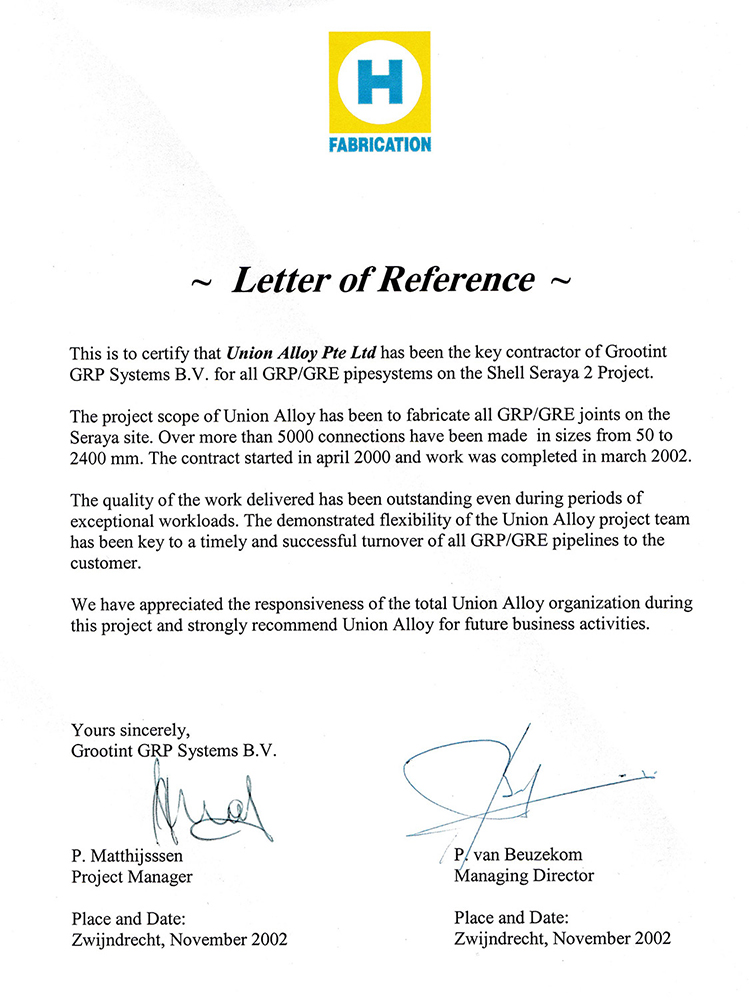 H
FABRICATION
~ Letter of Reference ~
This is to certify that Union Alloy Pte Ltd has been the key contractor of Grootint
GRP Systems B.V. for all GRP/GRE pipesystems on the Shell Seraya 2 Project.
The project scope of Union Alloy has been to fabricate all GRP/GRE joints on the
Seraya site. Over more than 5000 connections have been made in sizes from 50 to
2400 mm. The contract started in april 2000 and work was completed in march 2002.
The quality of the work delivered has been outstanding even during periods of
exceptional workloads. The demonstrated flexibility of the Union Alloy project team
has been key to a timely and successful turnover of all GRP/GRE pipelines to the
customer.
We have appreciated the responsiveness of the total Union Alloy organization during
this project and strongly recommend Union Alloy for future business activities.
Yours sincerely,
Grootint GRP Systems B.V.
P. Matthijsssen
Project Manager
Place and Date:
Zwijndrecht, November 2002
P. van Beuzekom
Managing Director
Place and Date:
Zwijndrecht, November 2002